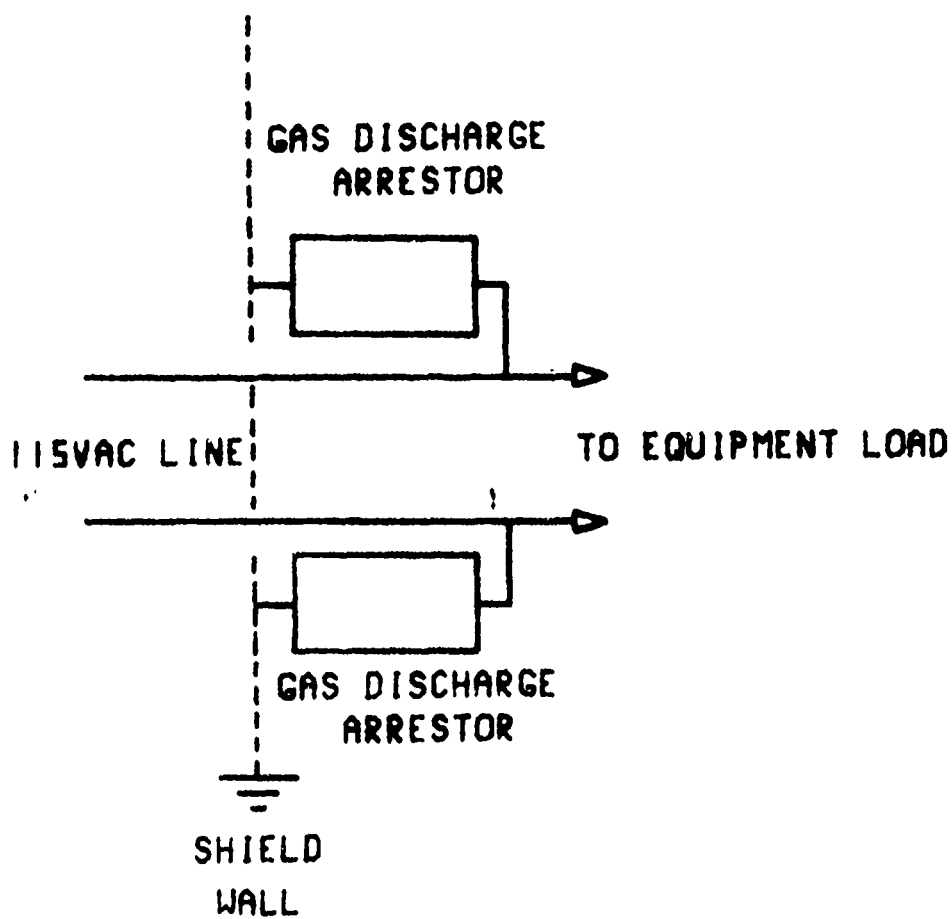 GAS DISCHARGE
ARRESTOR
115VAC LINE
TO EQUIPMENT LOAD
GAS DISCHARGE
ARRESTOR
SHIELD
WALL